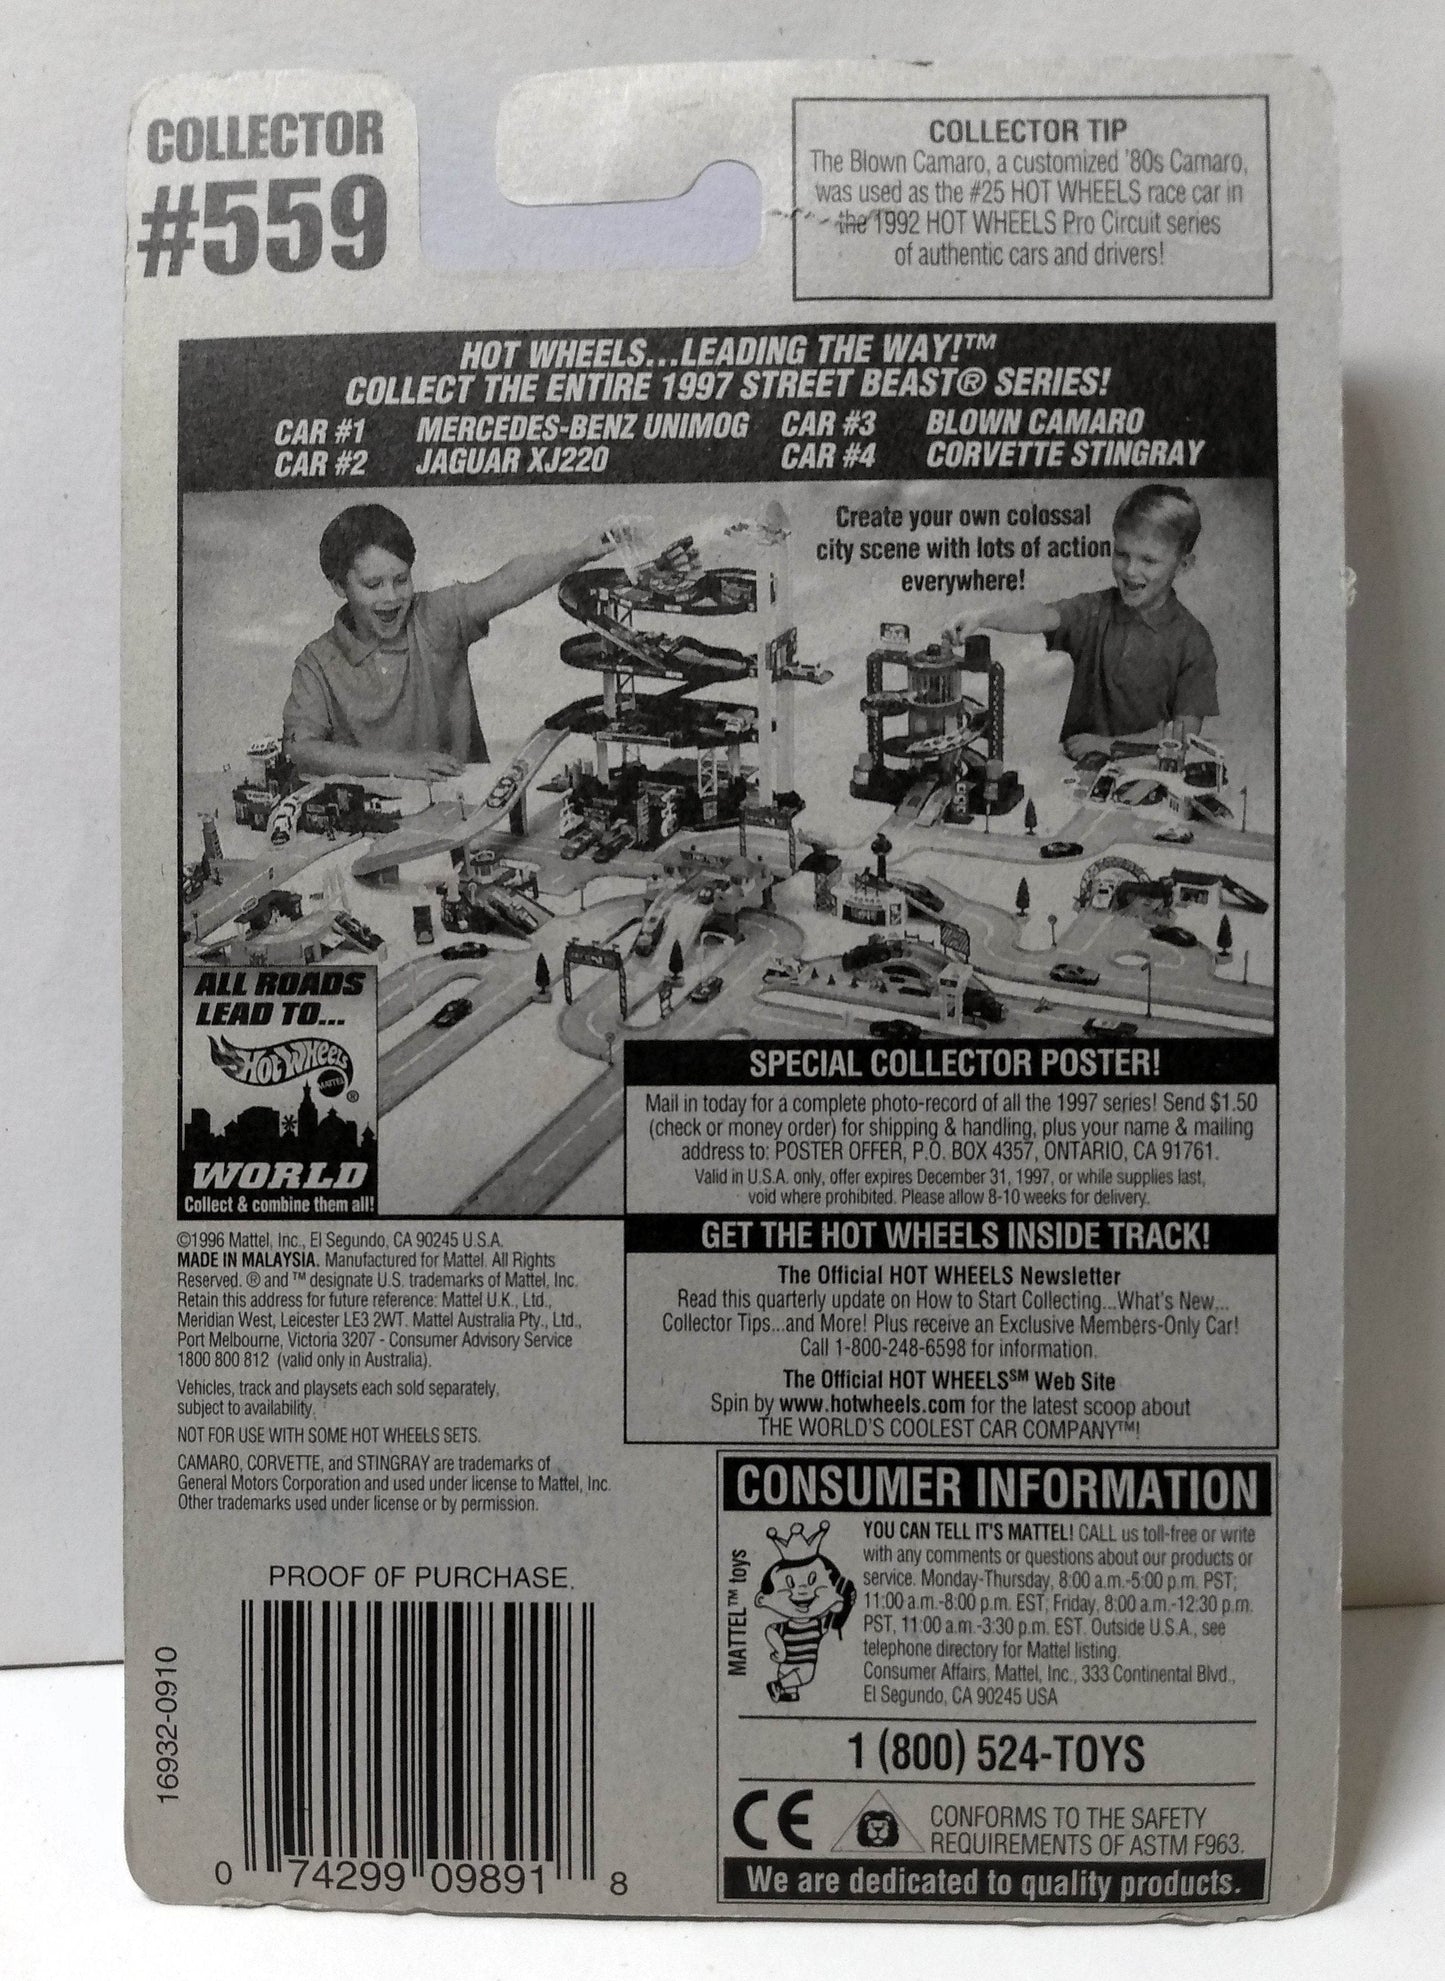 COLLECTOR
#559
COLLECTOR TIP
The Blown Camaro, a customized '80s Camaro,
was used as the #25 HOT WHEELS race car in
the 1992 HOT WHEELS Pro Circuit series
of authentic cars and drivers!
HOT WHEELS...LEADING THE WAY!™
COLLECT THE ENTIRE 1997 STREET BEAST® SERIES!
CAR #1 MERCEDES-BENZ UNIMOG CAR #3 BLOWN CAMARO
CAR #2 JAGUAR XJ220 CAR #4 CORVETTE STINGRAY
Create your own colossal
city scene with lots of action
everywhere!
ALL ROADS
LEAD TO...
HOT WHEELS
MATTEL
®
WORLD
Collect & combine them all!
SPECIAL COLLECTOR POSTER!
Mail in today for a complete photo-record of all the 1997 series! Send $1.50
(check or money order) for shipping & handling, plus your name & mailing
address to: POSTER OFFER, P.O. BOX 4357, ONTARIO, CA 91761.
Valid in U.S.A. only, offer expires December 31, 1997, or while supplies last,
void where prohibited. Please allow 8-10 weeks for delivery.
GET THE HOT WHEELS INSIDE TRACK!
The Official HOT WHEELS Newsletter
Read this quarterly update on How to Start Collecting...What's New...
Collector Tips...and More! Plus receive an Exclusive Members-Only Car!
Call 1-800-248-6598 for information.
The Official HOT WHEELS℠ Web Site
Spin by www.hotwheels.com for the latest scoop about
THE WORLD'S COOLEST CAR COMPANY™!
©1996 Mattel, Inc., El Segundo, CA 90245 U.S.A.
MADE IN MALAYSIA. Manufactured for Mattel. All Rights
Reserved. ® and ™ designate U.S. trademarks of Mattel, Inc.
Retain this address for future reference: Mattel U.K., Ltd.,
Meridian West, Leicester LE3 2WT. Mattel Australia Pty., Ltd.,
Port Melbourne, Victoria 3207 - Consumer Advisory Service
1800 800 812 (valid only in Australia).
Vehicles, track and playsets each sold separately,
subject to availability.
NOT FOR USE WITH SOME HOT WHEELS SETS.
CAMARO, CORVETTE, and STINGRAY are trademarks of
General Motors Corporation and used under license to Mattel, Inc.
Other trademarks used under license or by permission.
PROOF OF PURCHASE.
16932-0910
0 74299 09891 8
CONSUMER INFORMATION
MATTEL™ toys
YOU CAN TELL IT'S MATTEL! CALL us toll-free or write
with any comments or questions about our products or
service. Monday-Thursday, 8:00 a.m.-5:00 p.m. PST;
11:00 a.m.-8:00 p.m. EST; Friday, 8:00 a.m.-12:30 p.m.
PST, 11:00 a.m.-3:30 p.m. EST. Outside U.S.A., see
telephone directory for Mattel listing.
Consumer Affairs, Mattel, Inc., 333 Continental Blvd.,
El Segundo, CA 90245 USA
1 (800) 524-TOYS
CE
CONFORMS TO THE SAFETY
REQUIREMENTS OF ASTM F963.
We are dedicated to quality products.